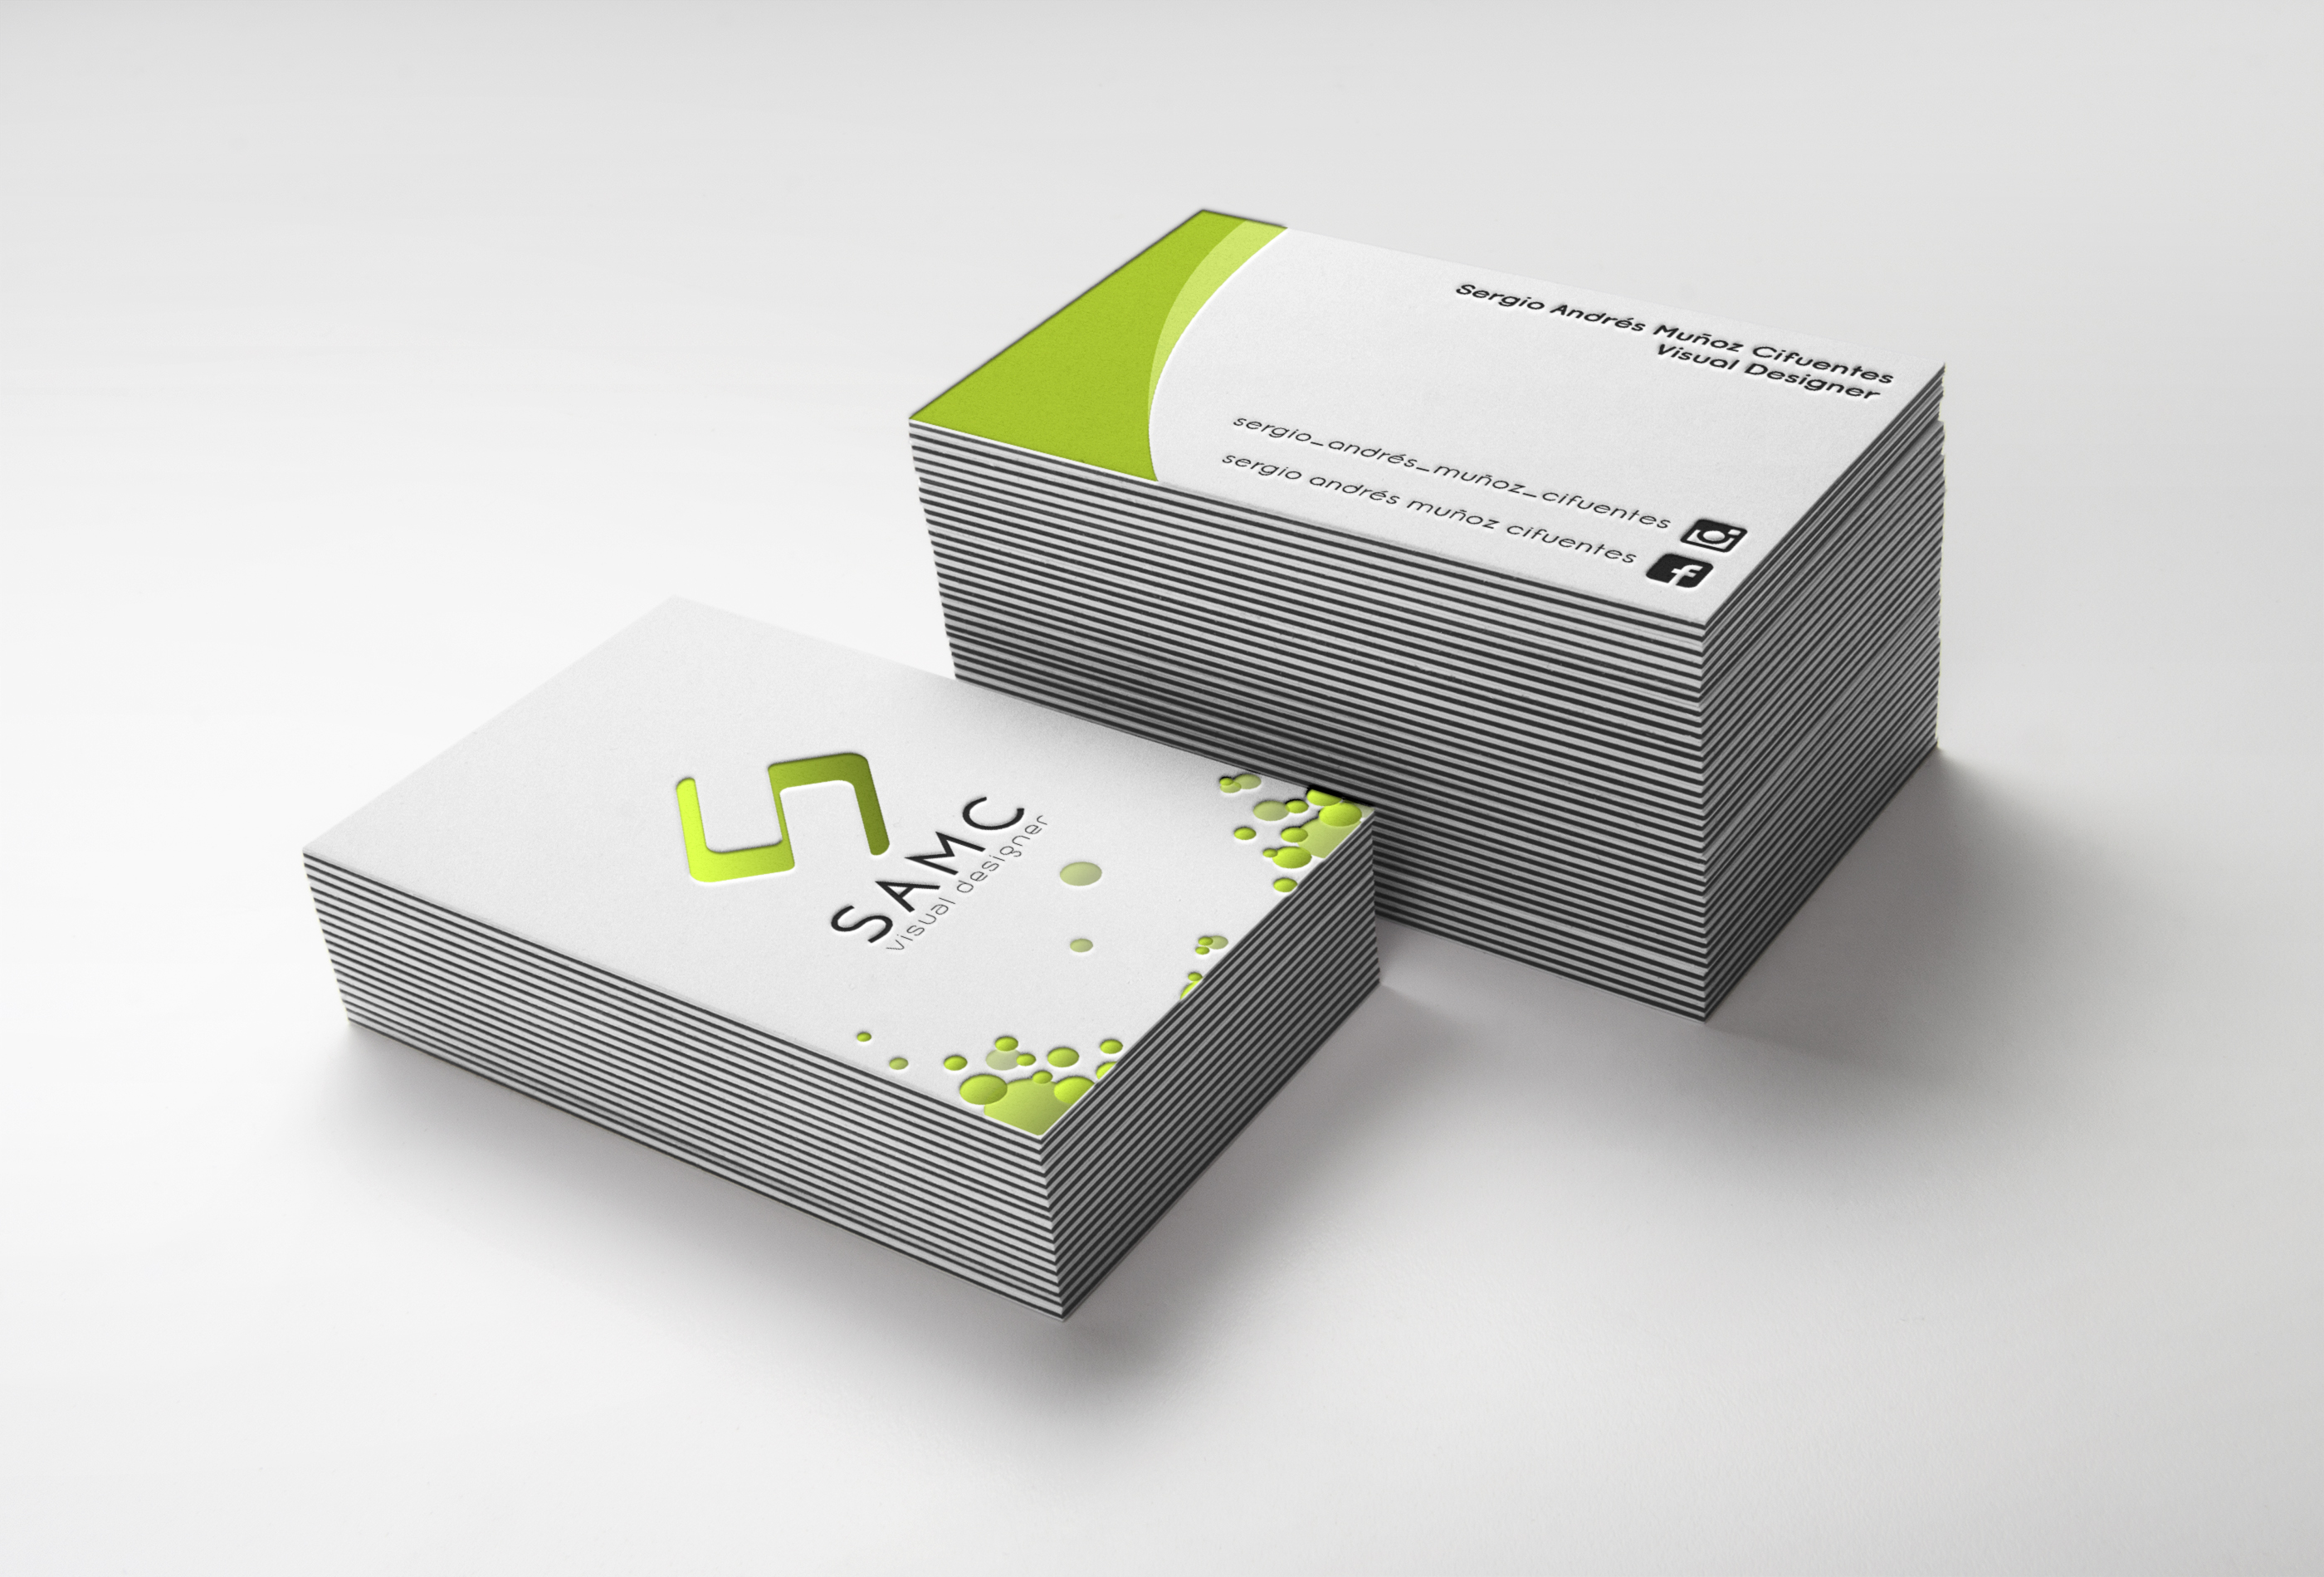 Sergio Andrés Muñoz Cifuentes
Visual Designer
sergio_andrés_muñoz_cifuentes
sergio andrés muñoz cifuentes
SAMC
visual designer